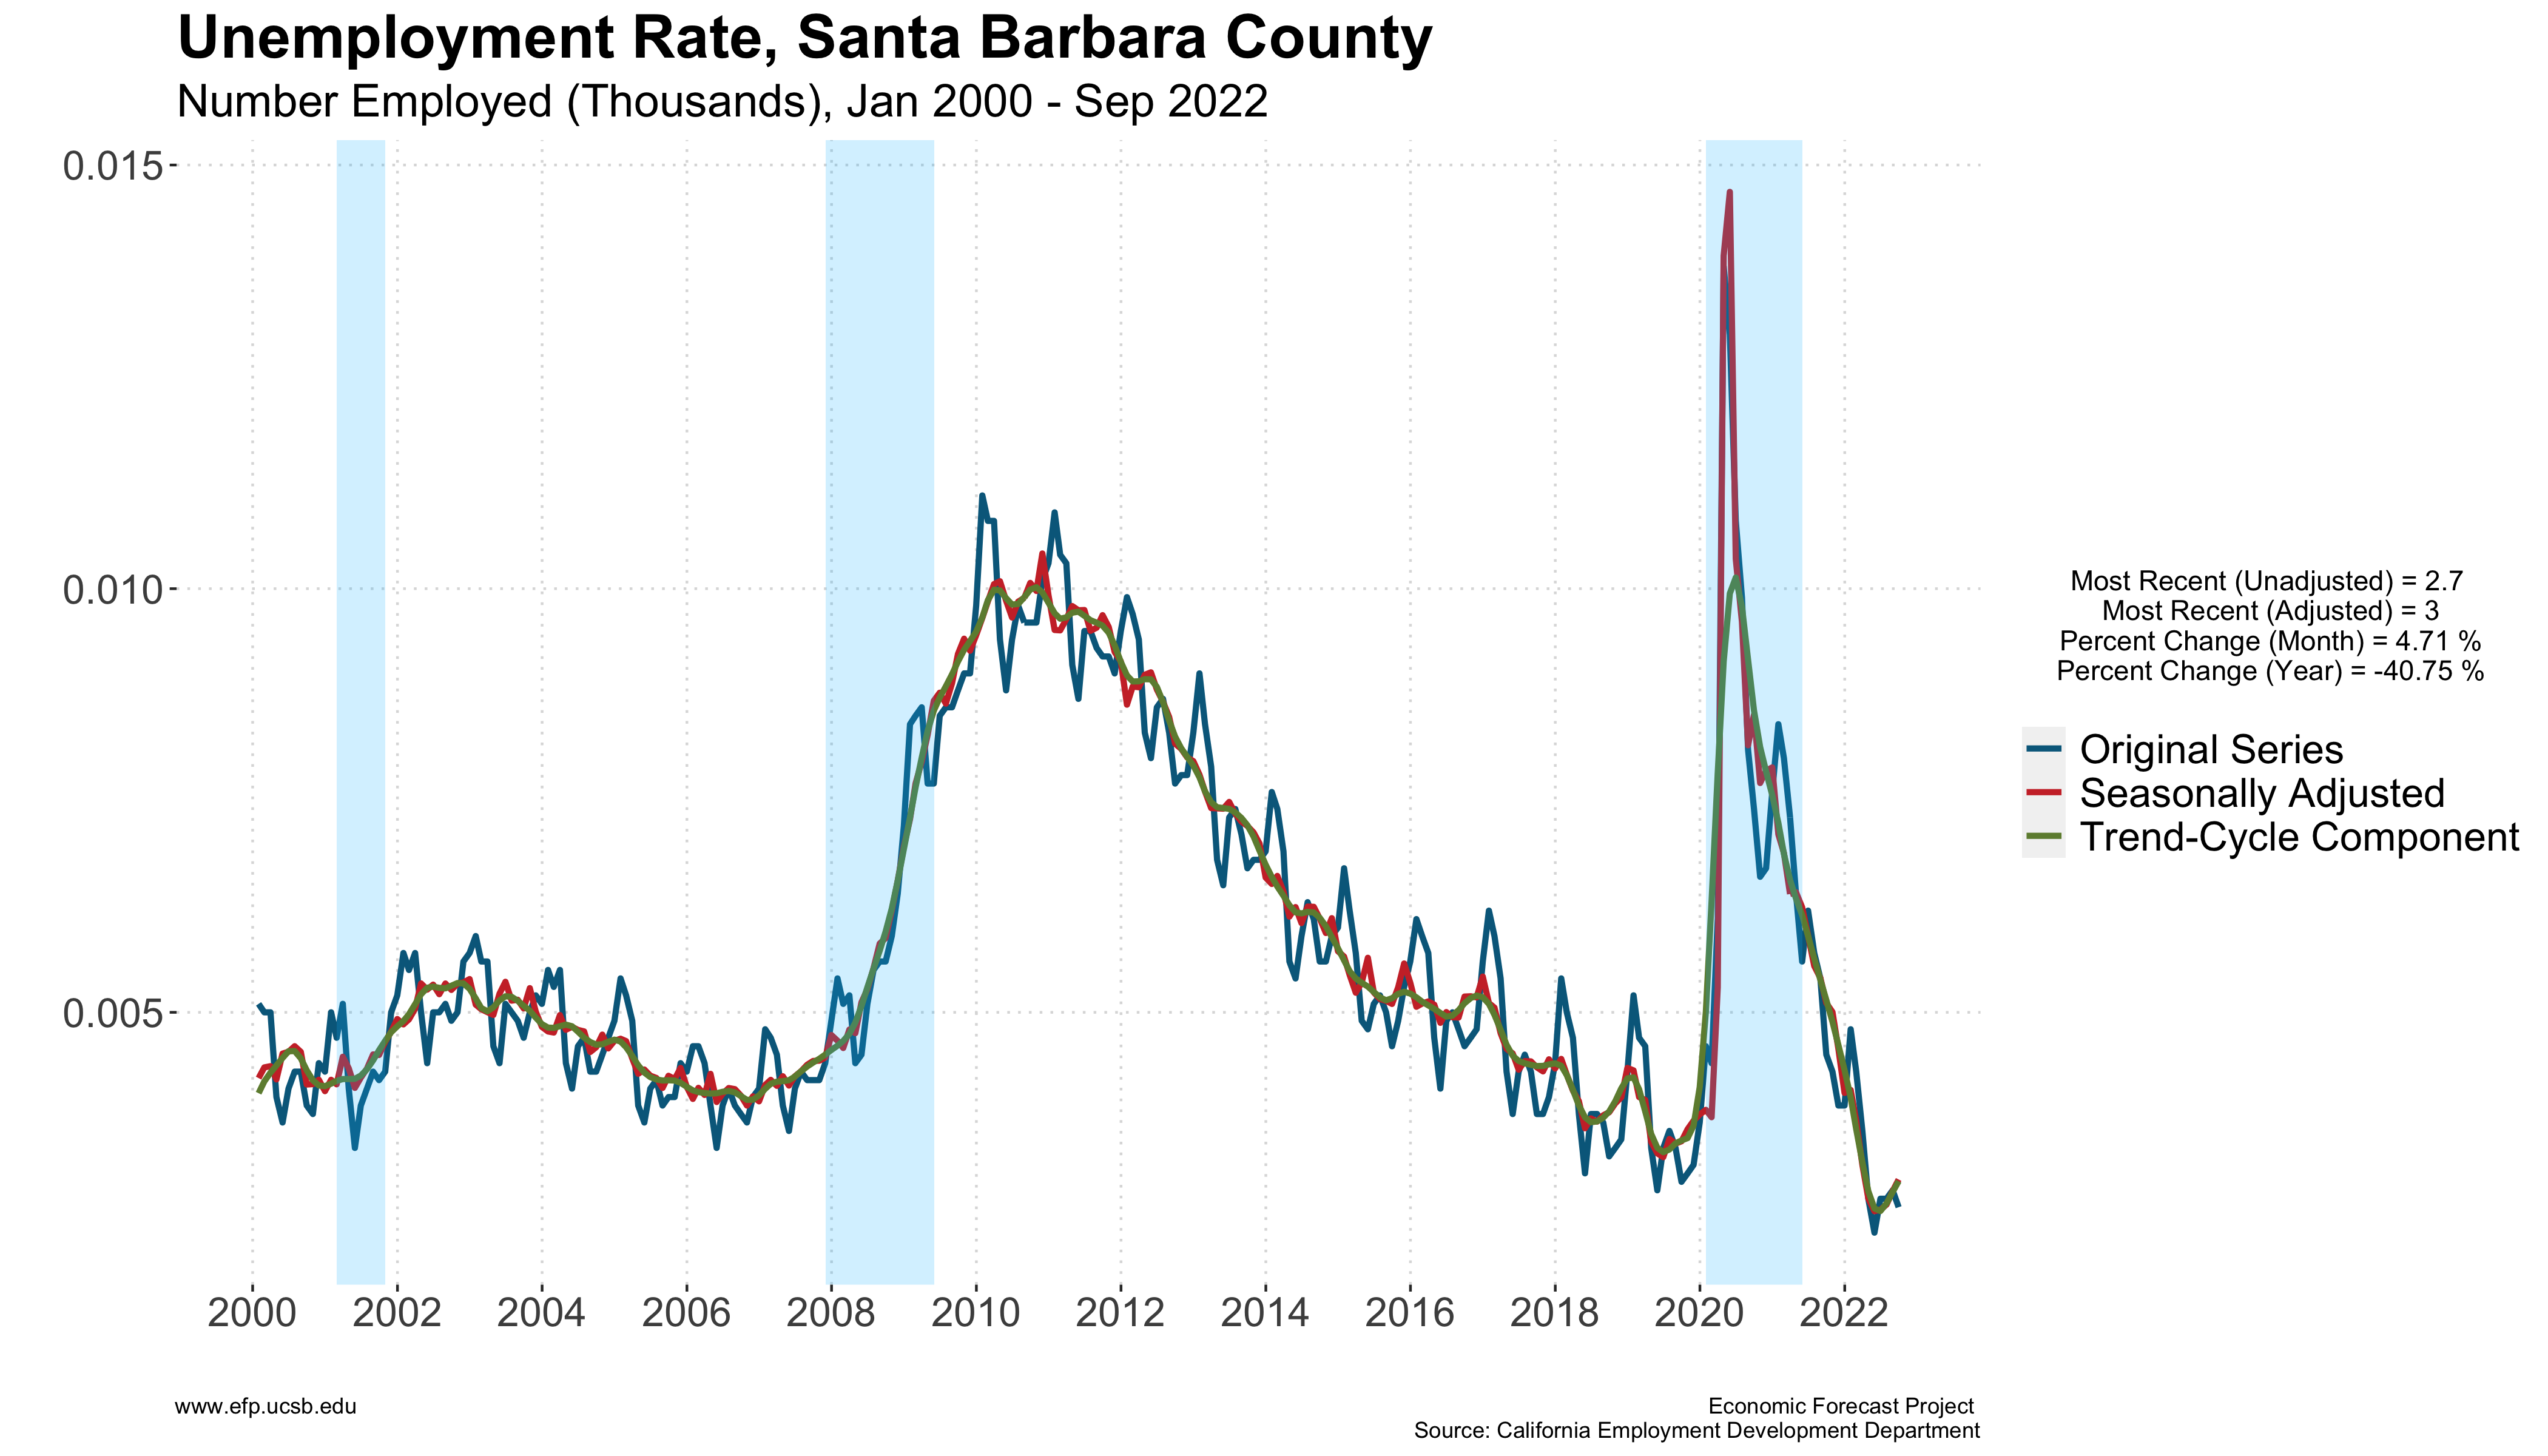 Unemployment Rate, Santa Barbara County
Number Employed (Thousands), Jan 2000 - Sep 2022
0.015
0.010
0.005
2000 2002 2004 2006 2008 2010 2012 2014 2016 2018 2020 2022
Most Recent (Unadjusted) = 2.7
Most Recent (Adjusted) = 3
Percent Change (Month) = 4.71 %
Percent Change (Year) = -40.75 %
Original Series
Seasonally Adjusted
Trend-Cycle Component
www.efp.ucsb.edu
Economic Forecast Project
Source: California Employment Development Department